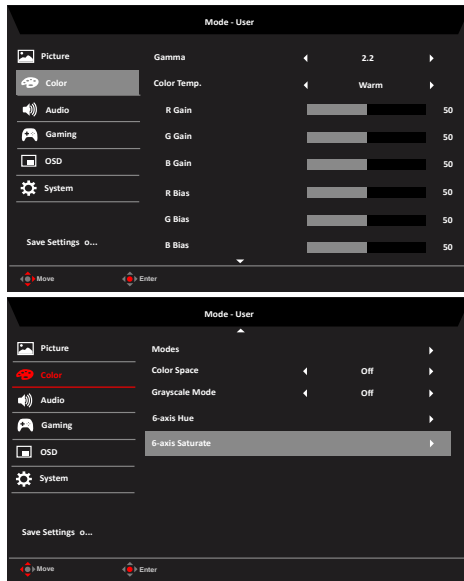 Mode - User
Picture
Gamma 2.2
Color
Color Temp. Warm
Audio
R Gain 50
Gaming
G Gain 50
OSD
B Gain 50
System
R Bias 50
G Bias 50
Save Settings o...
B Bias 50
Move Enter
Mode - User
Picture
Modes
Color
Color Space Off
Audio
Grayscale Mode Off
Gaming
6-axis Hue
OSD
6-axis Saturate
System
Save Settings o...
Move Enter